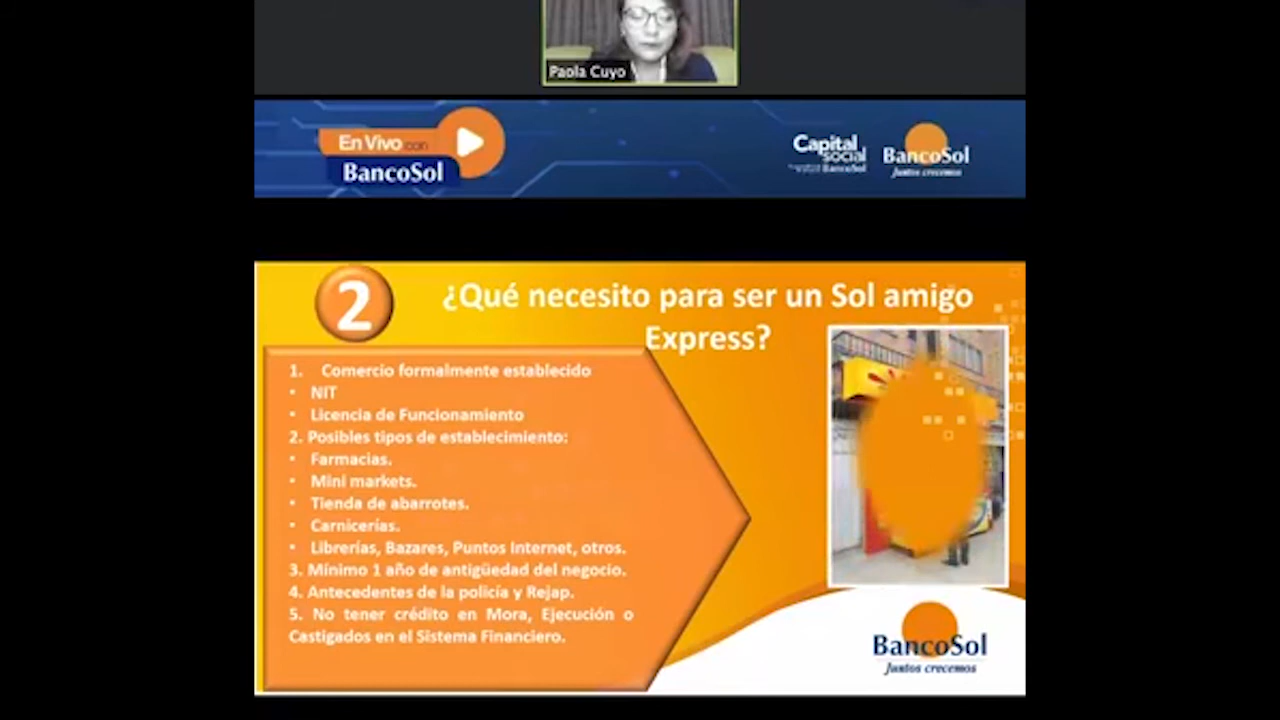 Paola Cuyo
En Vivo con
BancoSol
Capital
social
BancoSol
BancoSol
Juntos crecemos
2
¿Qué necesito para ser un Sol amigo
Express?
1. Comercio formalmente establecido
• NIT
• Licencia de Funcionamiento
2. Posibles tipos de establecimiento:
• Farmacias.
• Mini markets.
• Tienda de abarrotes.
• Carnicerías.
• Librerías, Bazares, Puntos Internet, otros.
3. Mínimo 1 año de antigüedad del negocio.
4. Antecedentes de la policía y Rejap.
5. No tener crédito en Mora, Ejecución o
Castigados en el Sistema Financiero.
BancoSol
Juntos crecemos